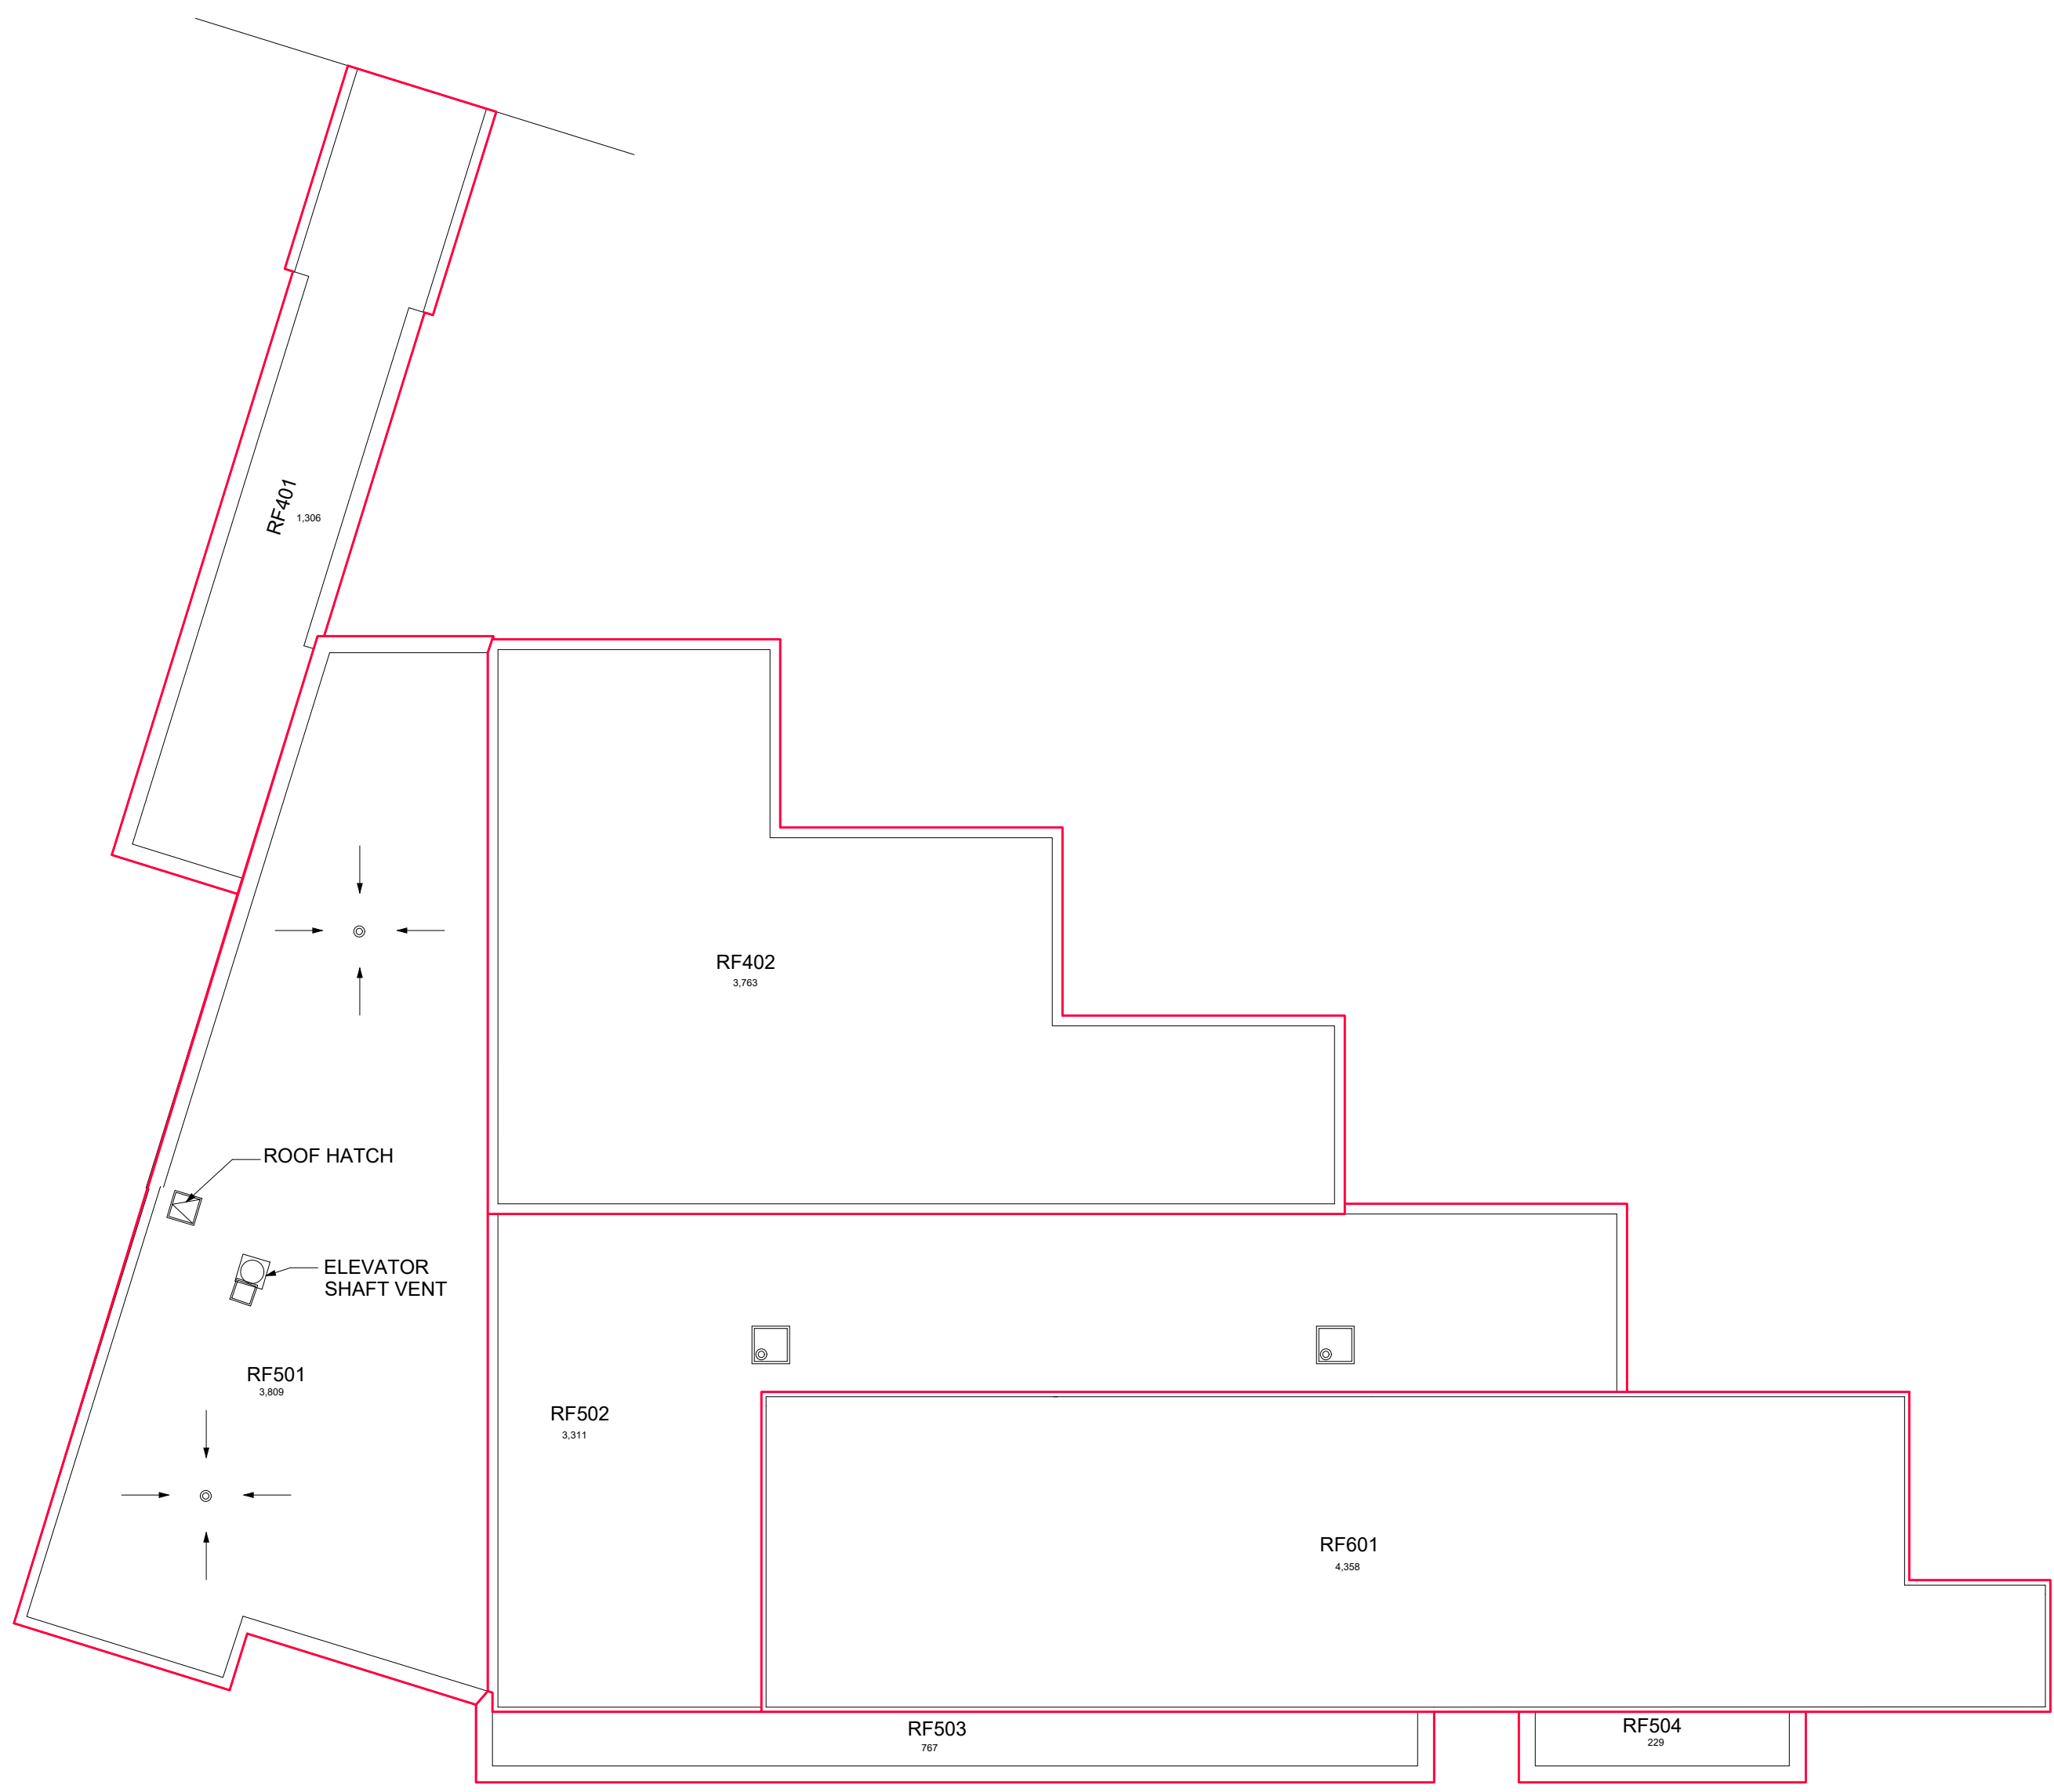 RF401
1,306
RF402
3,763
ROOF HATCH
ELEVATOR
SHAFT VENT
RF501
3,809
RF502
3,311
RF601
4,358
RF503
767
RF504
229